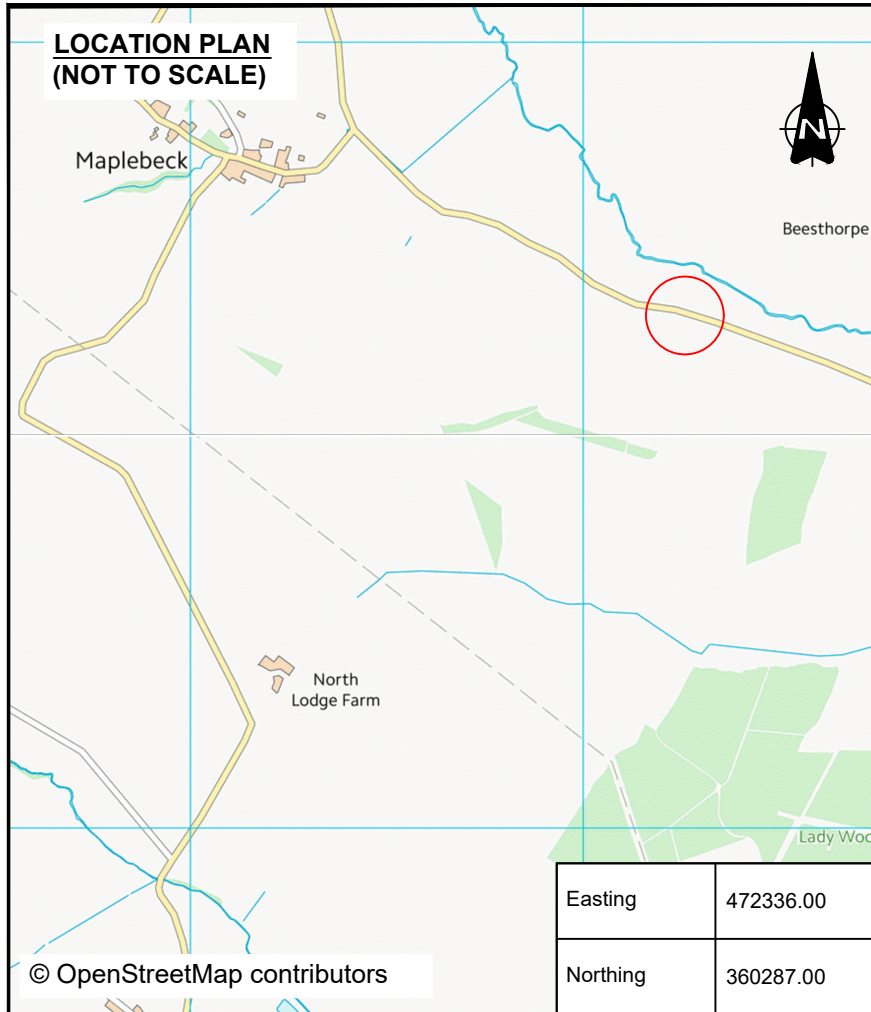 LOCATION PLAN
(NOT TO SCALE)
N
Maplebeck
Beesthorpe
North
Lodge Farm
Lady Woo
Easting 472336.00
Northing 360287.00
© OpenStreetMap contributors